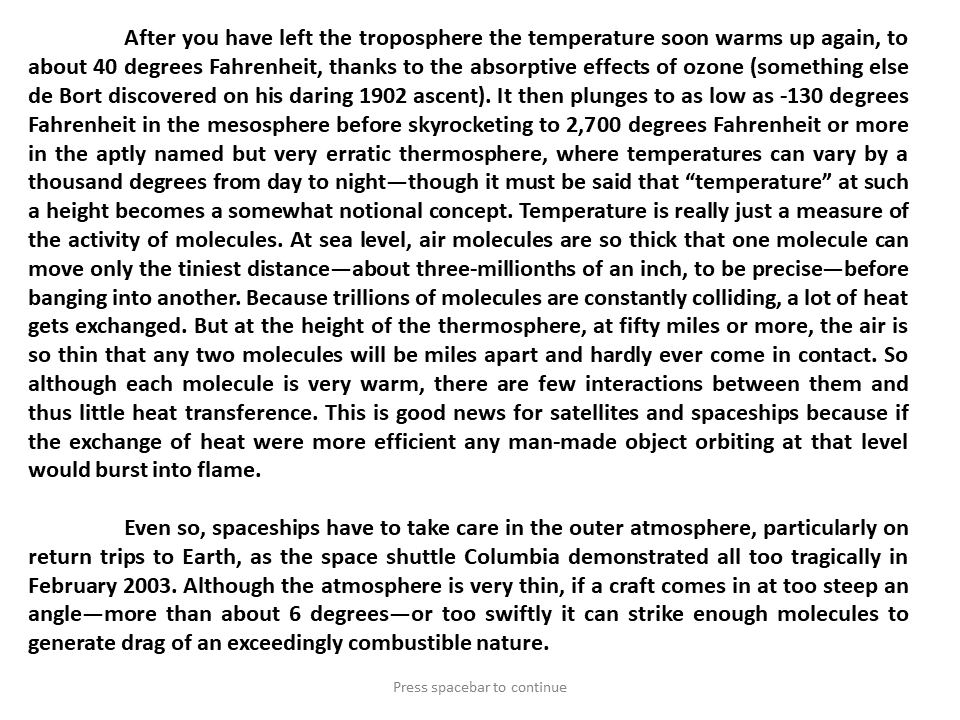 After you have left the troposphere the temperature soon warms up again, to
about 40 degrees Fahrenheit, thanks to the absorptive effects of ozone (something else
de Bort discovered on his daring 1902 ascent). It then plunges to as low as -130 degrees
Fahrenheit in the mesosphere before skyrocketing to 2,700 degrees Fahrenheit or more
in the aptly named but very erratic thermosphere, where temperatures can vary by a
thousand degrees from day to night—though it must be said that “temperature” at such
a height becomes a somewhat notional concept. Temperature is really just a measure of
the activity of molecules. At sea level, air molecules are so thick that one molecule can
move only the tiniest distance—about three-millionths of an inch, to be precise—before
banging into another. Because trillions of molecules are constantly colliding, a lot of heat
gets exchanged. But at the height of the thermosphere, at fifty miles or more, the air is
so thin that any two molecules will be miles apart and hardly ever come in contact. So
although each molecule is very warm, there are few interactions between them and
thus little heat transference. This is good news for satellites and spaceships because if
the exchange of heat were more efficient any man-made object orbiting at that level
would burst into flame.
Even so, spaceships have to take care in the outer atmosphere, particularly on
return trips to Earth, as the space shuttle Columbia demonstrated all too tragically in
February 2003. Although the atmosphere is very thin, if a craft comes in at too steep an
angle—more than about 6 degrees—or too swiftly it can strike enough molecules to
generate drag of an exceedingly combustible nature.
Press spacebar to continue